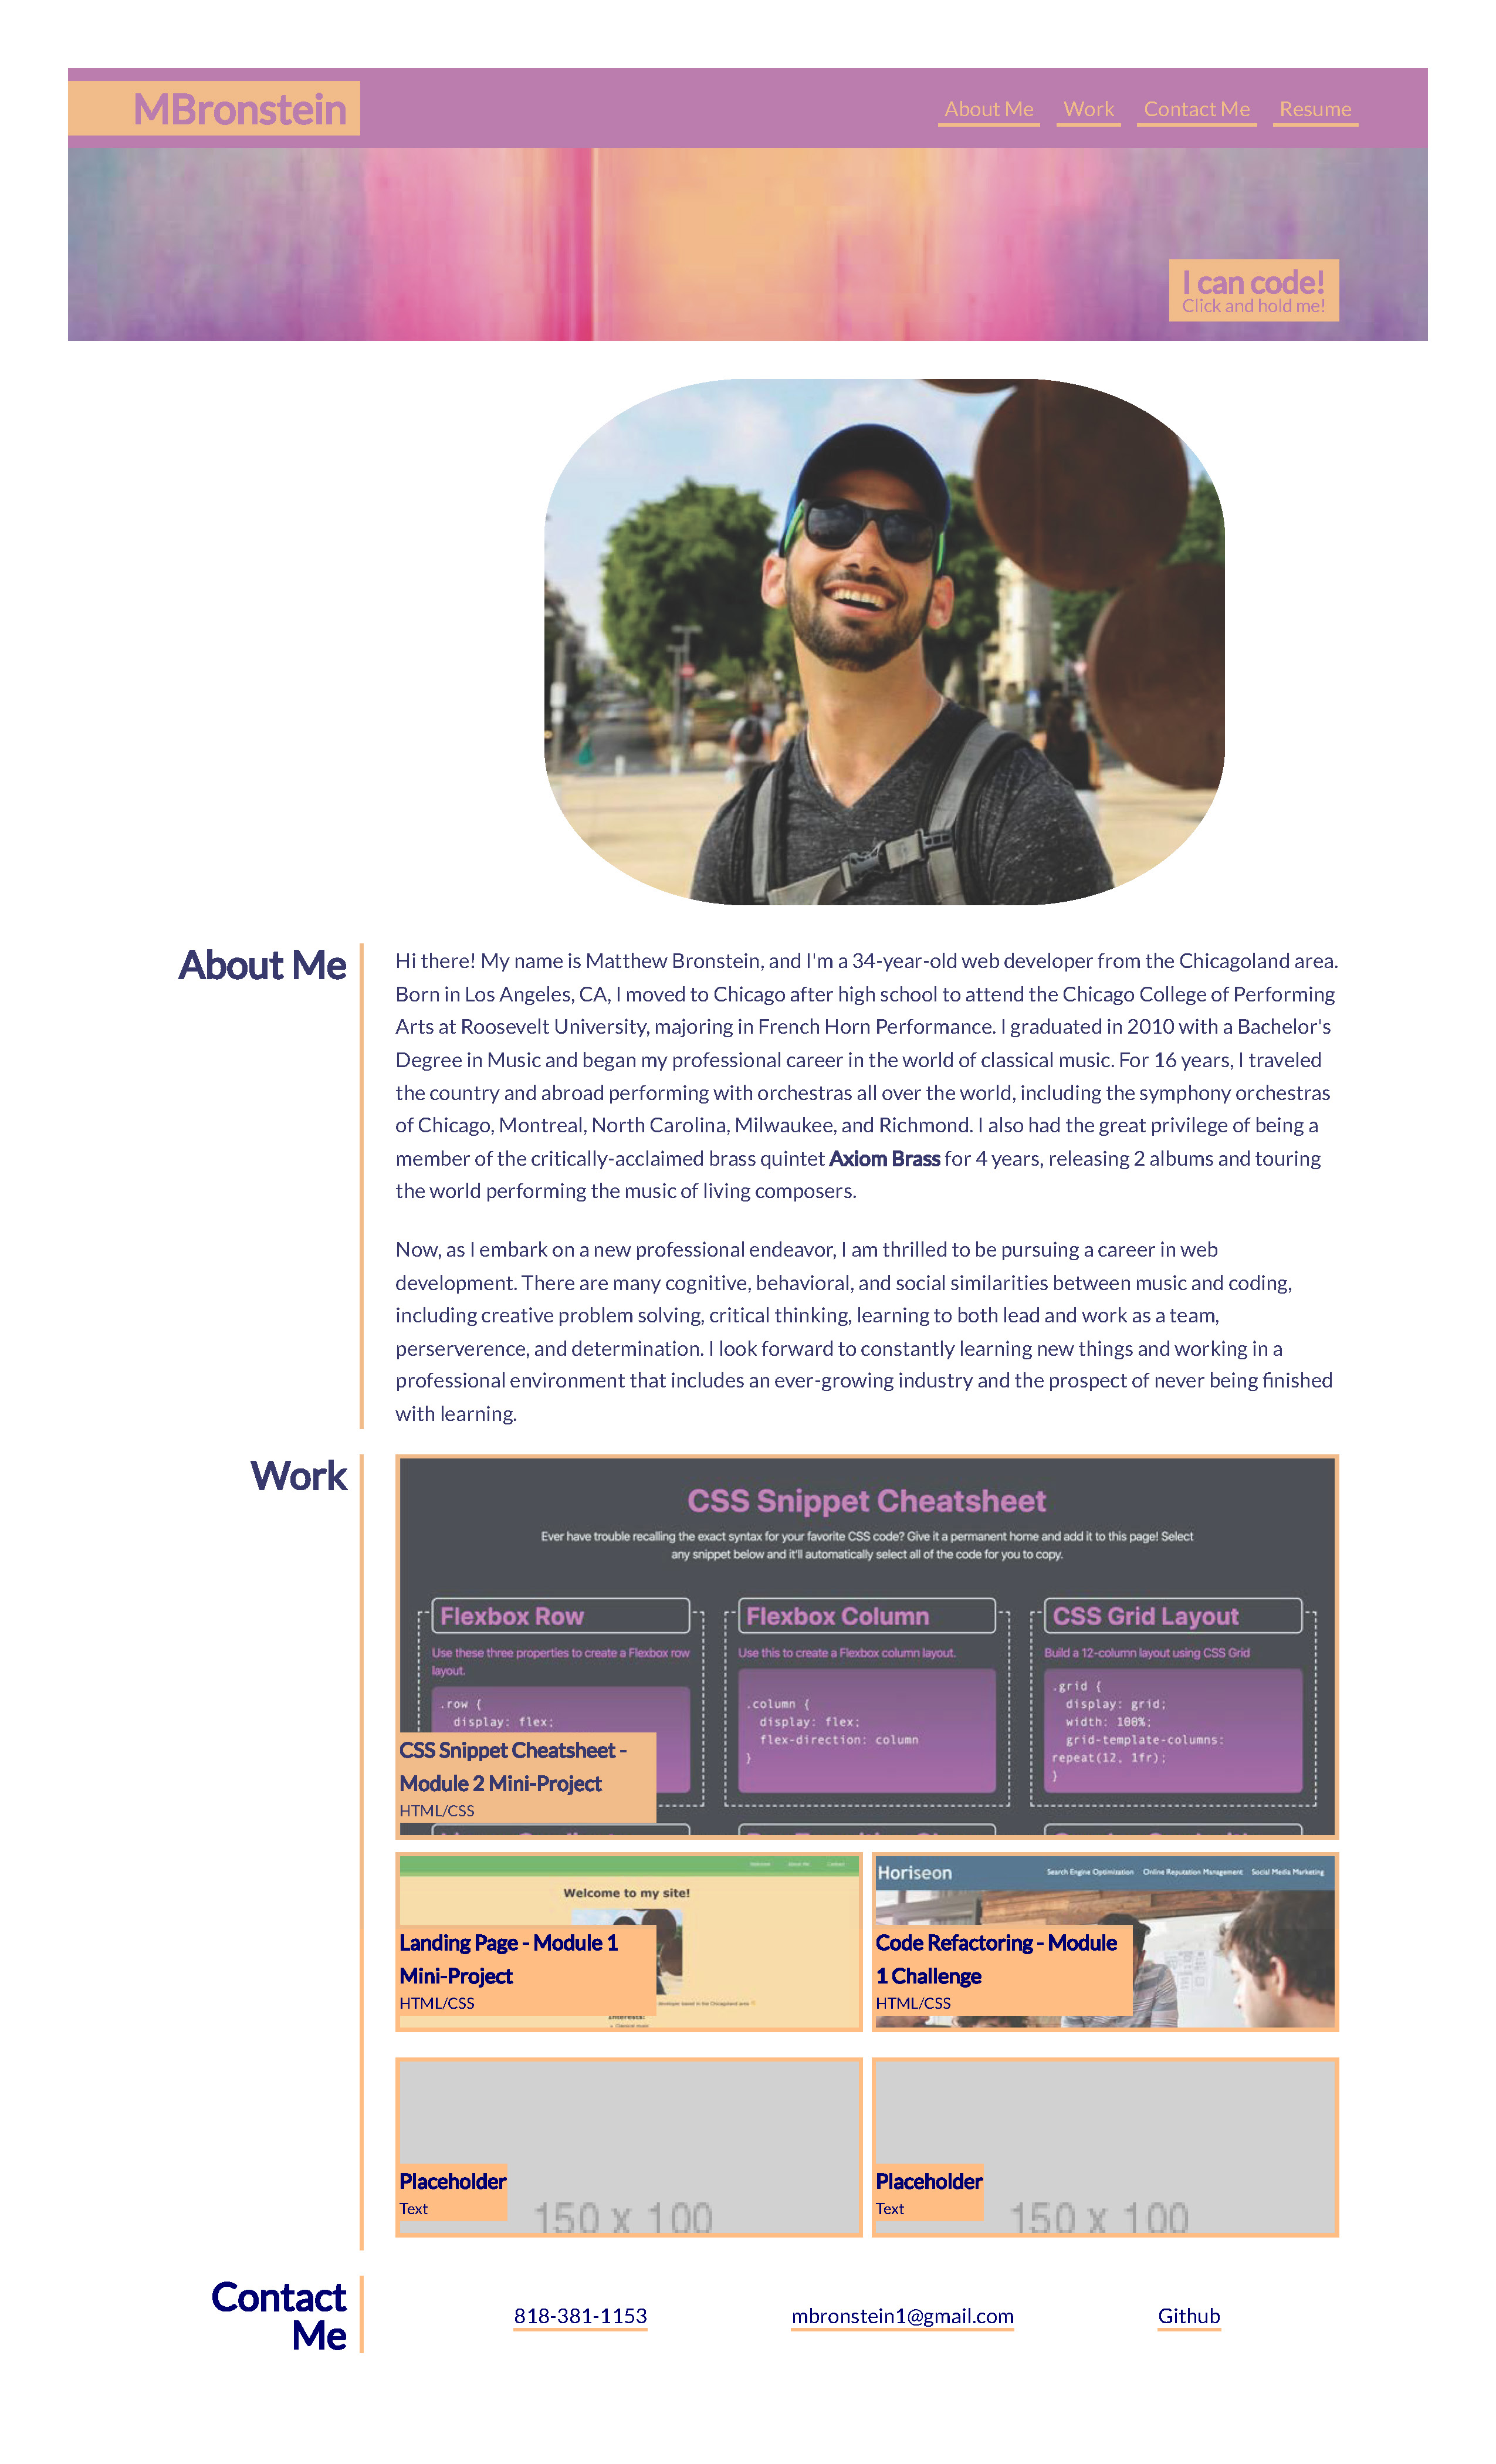 MBronstein
About Me Work Contact Me Resume
I can code!
Click and hold me!
About Me
Hi there! My name is Matthew Bronstein, and I'm a 34-year-old web developer from the Chicagoland area.
Born in Los Angeles, CA, I moved to Chicago after high school to attend the Chicago College of Performing
Arts at Roosevelt University, majoring in French Horn Performance. I graduated in 2010 with a Bachelor's
Degree in Music and began my professional career in the world of classical music. For 16 years, I traveled
the country and abroad performing with orchestras all over the world, including the symphony orchestras
of Chicago, Montreal, North Carolina, Milwaukee, and Richmond. I also had the great privilege of being a
member of the critically-acclaimed brass quintet Axiom Brass for 4 years, releasing 2 albums and touring
the world performing the music of living composers.
Now, as I embark on a new professional endeavor, I am thrilled to be pursuing a career in web
development. There are many cognitive, behavioral, and social similarities between music and coding,
including creative problem solving, critical thinking, learning to both lead and work as a team,
perserverence, and determination. I look forward to constantly learning new things and working in a
professional environment that includes an ever-growing industry and the prospect of never being finished
with learning.
Work
CSS Snippet Cheatsheet
Ever have trouble recalling the exact syntax for your favorite CSS code? Give it a permanent home and add it to this page! Select
any snippet below and it'll automatically select all of the code for you to copy.
Flexbox Row
Use these three properties to create a Flexbox row
layout.
.row {
display: flex;
Flexbox Column
Use this to create a Flexbox column layout.
.column {
display: flex;
flex-direction: column
}
CSS Grid Layout
Build a 12-column layout using CSS Grid
.grid {
display: grid;
width: 100%;
grid-template-columns:
repeat(12, 1fr);
}
CSS Snippet Cheatsheet -
Module 2 Mini-Project
HTML/CSS
Welcome About Me Contact
Welcome to my site!
Landing Page - Module 1
Mini-Project
HTML/CSS
developer based in the Chicagoland area
Interests:
Classical music
Horiseon
Search Engine Optimization Online Reputation Management Social Media Marketing
Code Refactoring - Module
1 Challenge
HTML/CSS
Placeholder
Text
150 x 100
Placeholder
Text
150 x 100
Contact
Me
818-381-1153
mbronstein1@gmail.com
Github